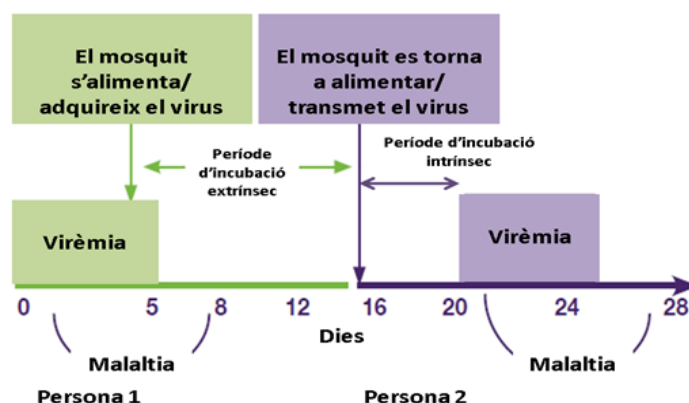 El mosquit
s’alimenta/
adquireix el virus
El mosquit es torna
a alimentar/
transmet el virus
Període
d’incubació
extrínsec
Període d’incubació
intrínsec
Virèmia
Virèmia
0 5 8 12 16 20 24 28
Dies
Malaltia
Malaltia
Persona 1
Persona 2